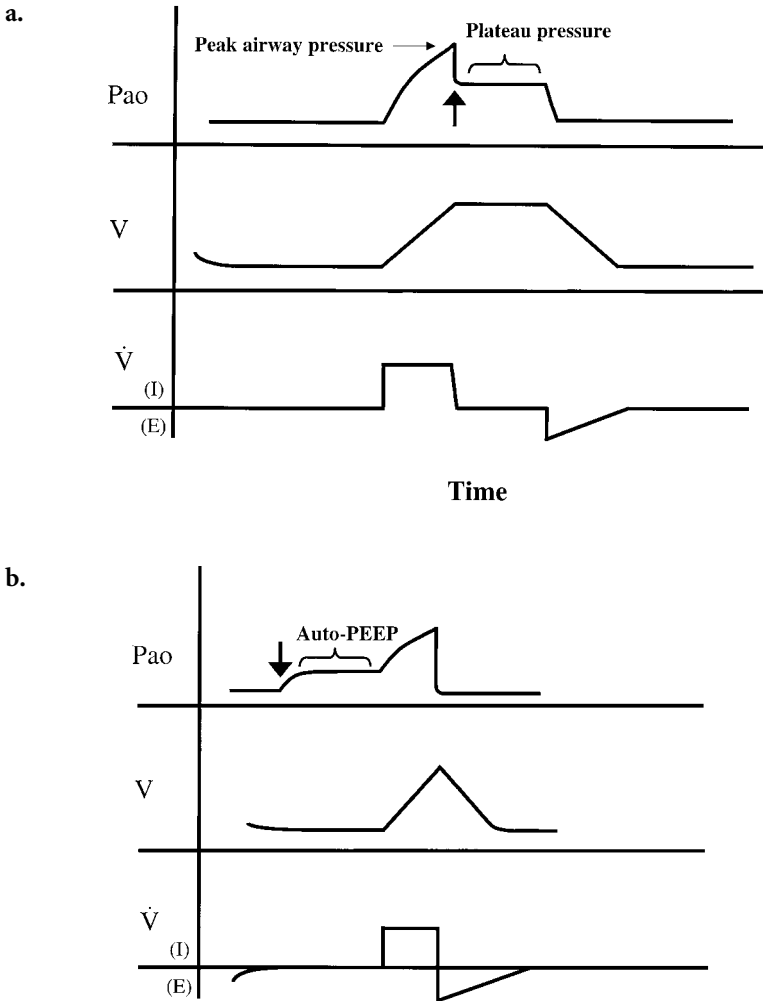 a.
Peak airway pressure
Plateau pressure
Pao
V
V̇
(I)
(E)
Time
b.
Auto-PEEP
Pao
V
V̇
(I)
(E)